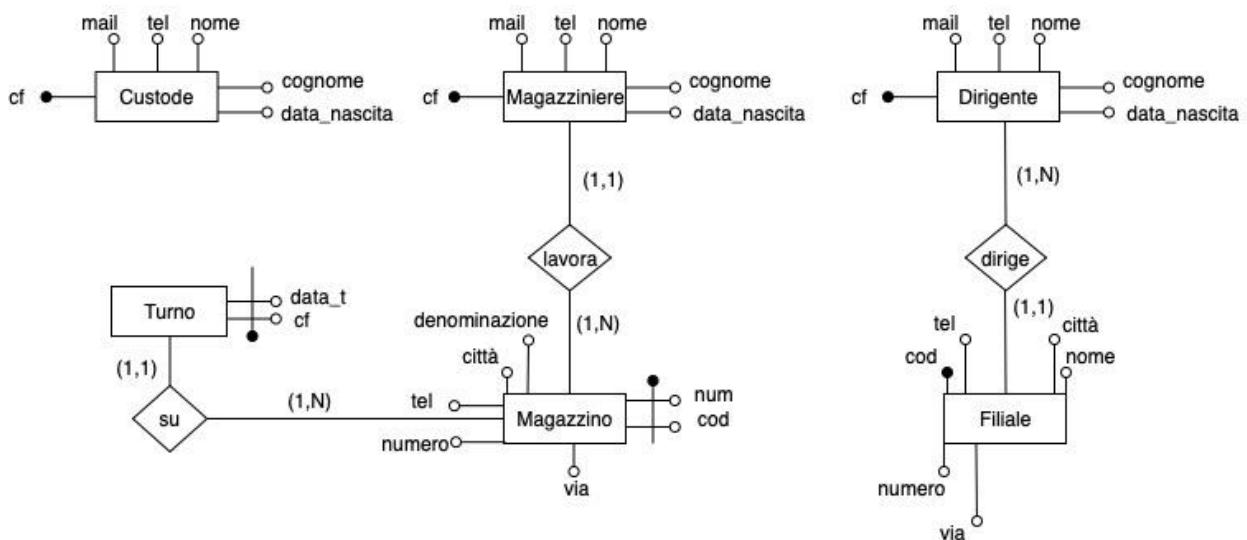 mail tel nome
cf Custode cognome
data_nascita
mail tel nome
cf Magazziniere cognome
data_nascita
(1,1)
lavora
(1,N)
mail tel nome
cf Dirigente cognome
data_nascita
(1,N)
dirige
(1,1)
Turno data_t
cf
(1,1)
su
(1,N)
denominazione
città
tel Magazzino num
cod
numero
via
tel città
cod nome
Filiale
numero
via